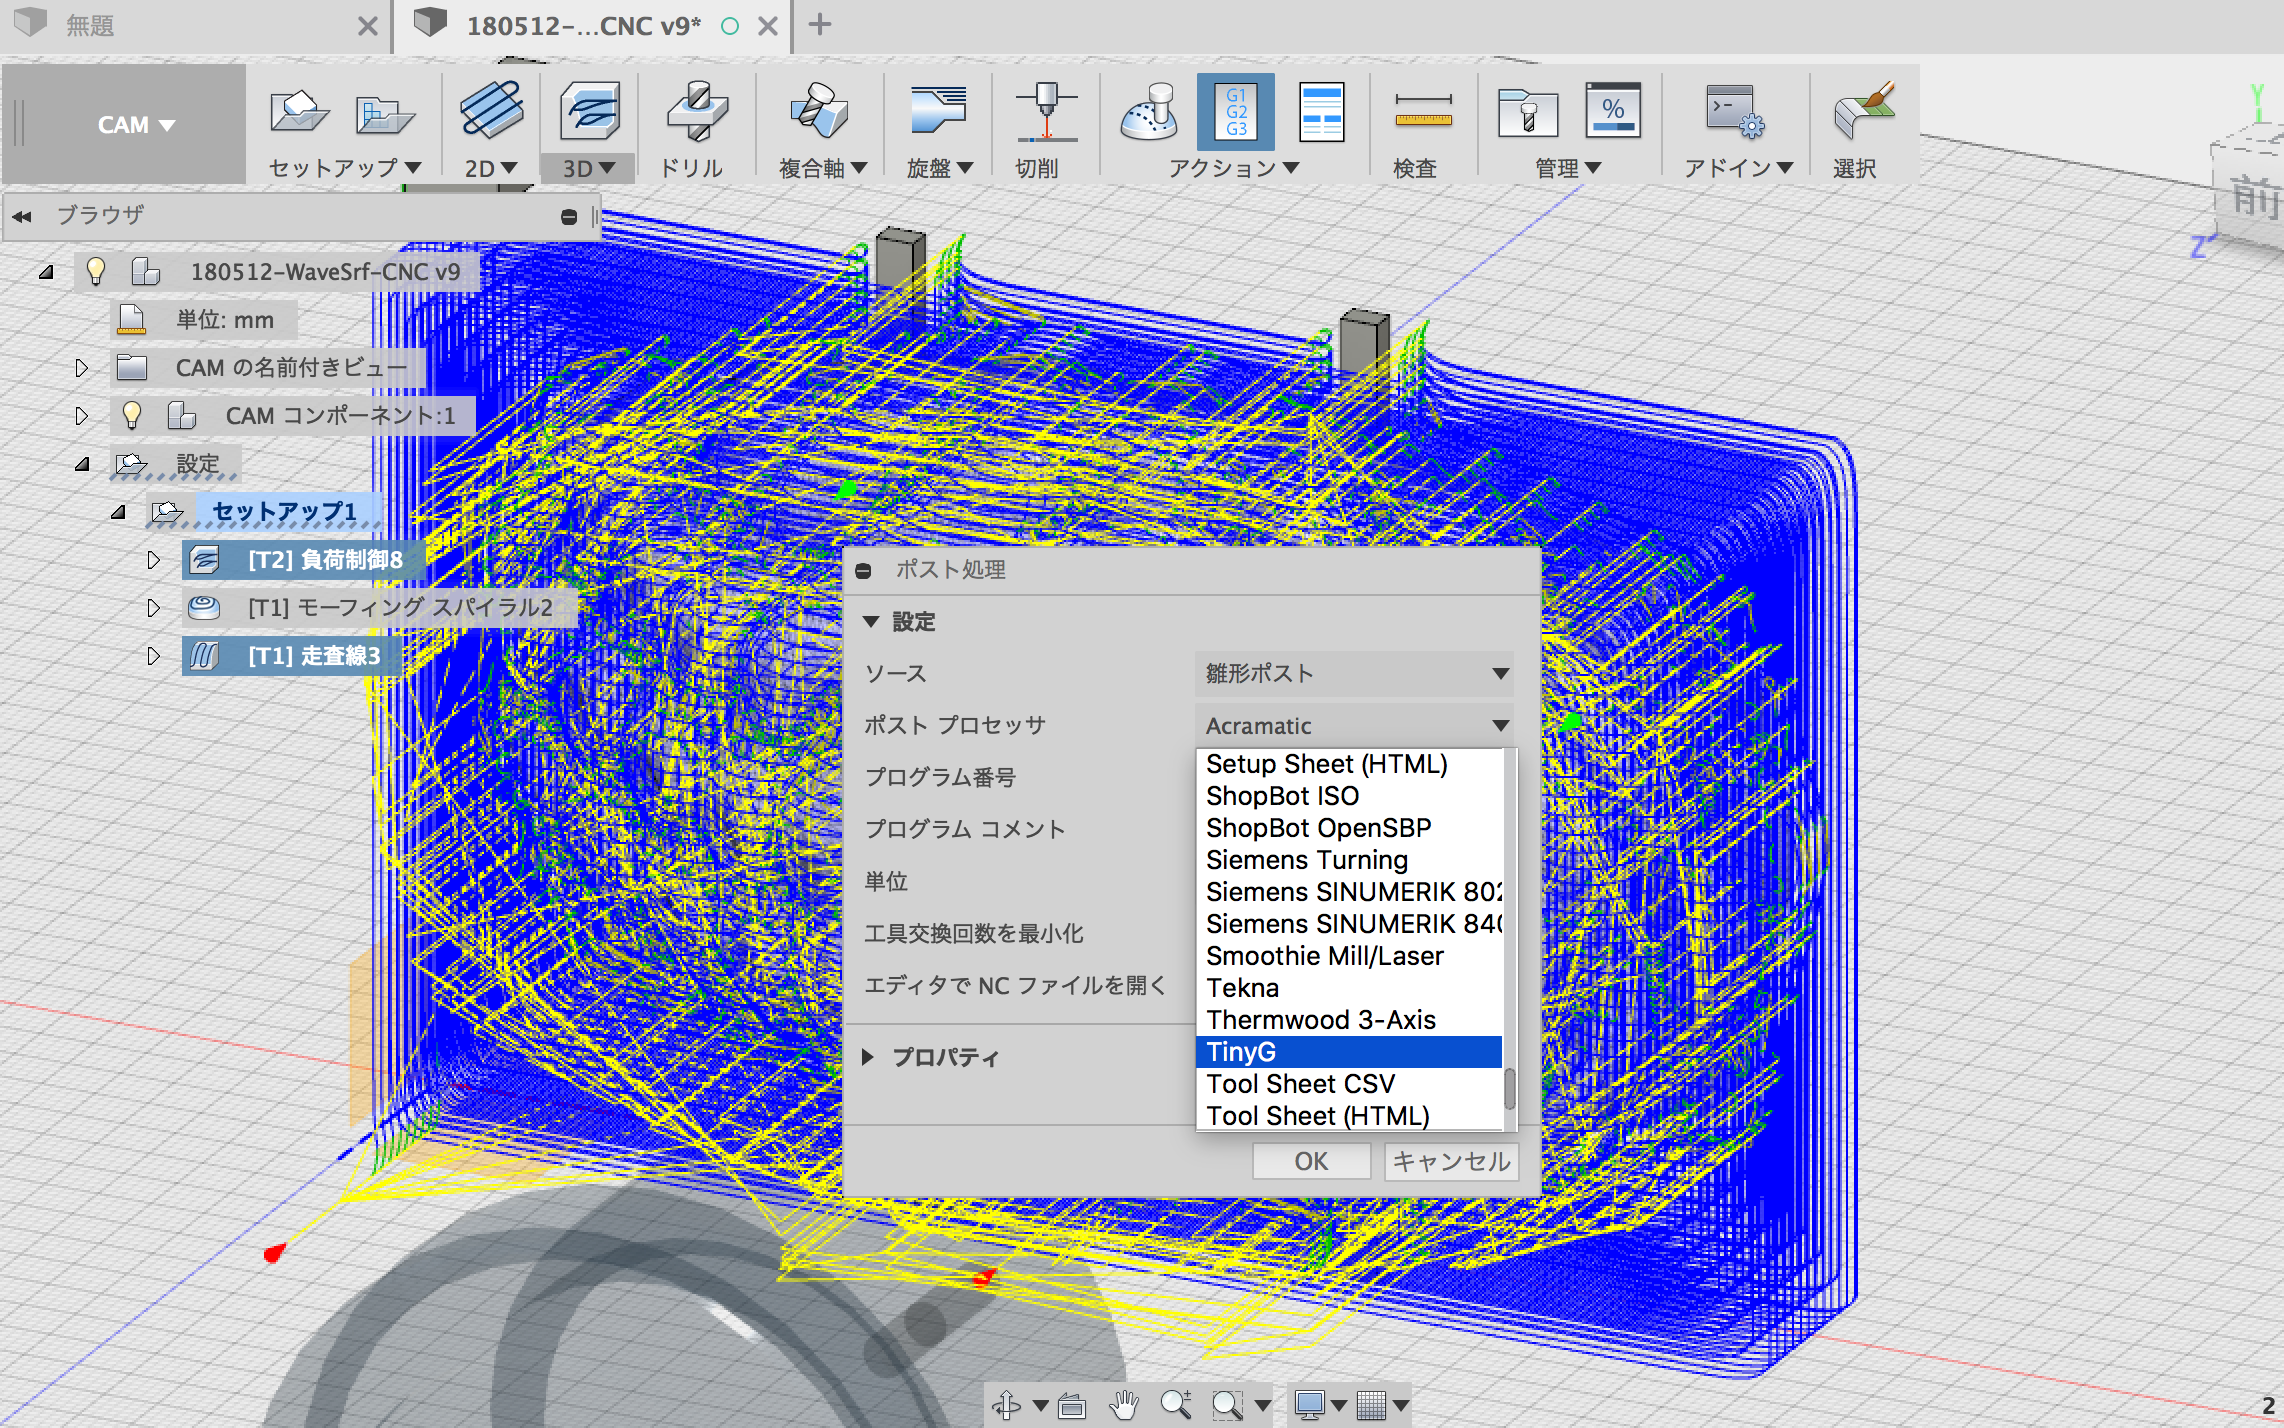 無題
180512-...CNC v9*
CAM
セットアップ
2D
3D
ドリル
複合軸
旋盤
切削
G1
G2
G3
アクション
検査
%
管理
アドイン
選択
Y
前
Z
ブラウザ
180512-WaveSrf-CNC v9
単位: mm
CAM の名前付きビュー
CAM コンポーネント:1
設定
セットアップ1
[T2] 負荷制御8
[T1] モーフィング スパイラル2
[T1] 走査線3
ポスト処理
設定
ソース
雛形ポスト
ポスト プロセッサ
Acramatic
プログラム番号
プログラム コメント
単位
工具交換回数を最小化
エディタで NC ファイルを開く
プロパティ
Setup Sheet (HTML)
ShopBot ISO
ShopBot OpenSBP
Siemens Turning
Siemens SINUMERIK 802
Siemens SINUMERIK 840
Smoothie Mill/Laser
Tekna
Thermwood 3-Axis
TinyG
Tool Sheet CSV
Tool Sheet (HTML)
OK
キャンセル
2